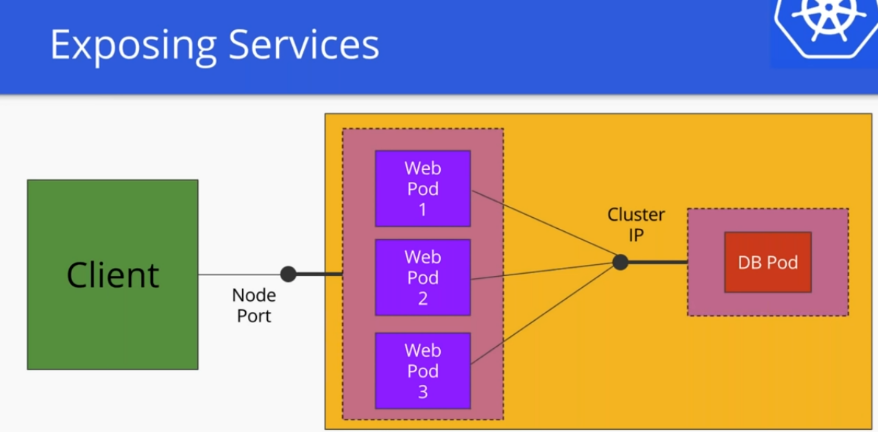 Exposing Services
Client
Node
Port
Web
Pod
1
Web
Pod
2
Web
Pod
3
Cluster
IP
DB Pod